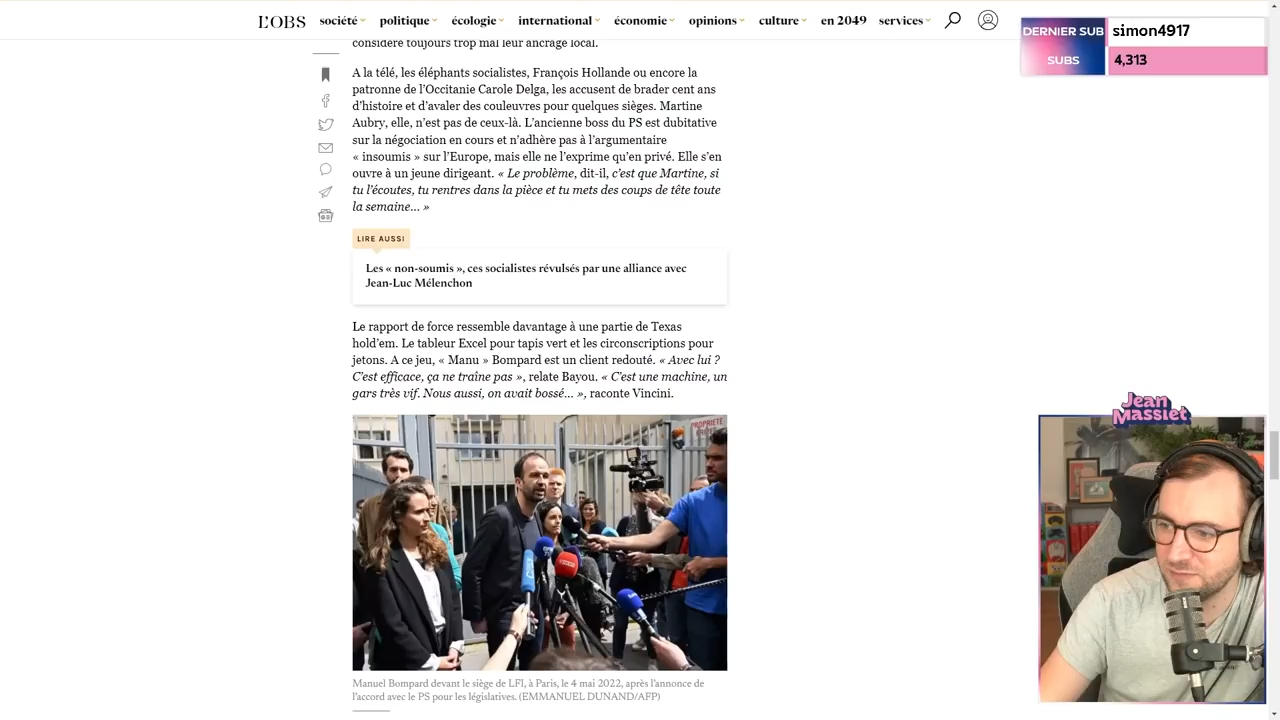 L'OBS société politique écologie international économie opinions culture en 2049 services
considère toujours trop mal leur ancrage local.
A la télé, les éléphants socialistes, François Hollande ou encore la
patronne de l'Occitanie Carole Delga, les accusent de brader cent ans
d'histoire et d'avaler des couleuvres pour quelques sièges. Martine
Aubry, elle, n'est pas de ceux-là. L'ancienne boss du PS est dubitative
sur la négociation en cours et n'adhère pas à l'argumentaire
« insoumis » sur l'Europe, mais elle ne l'exprime qu'en privé. Elle s'en
ouvre à un jeune dirigeant. « Le problème, dit-il, c'est que Martine, si
tu l'écoutes, tu rentres dans la pièce et tu mets des coups de tête toute
la semaine... »
LIRE AUSSI
Les « non-soumis », ces socialistes révulsés par une alliance avec
Jean-Luc Mélenchon
Le rapport de force ressemble davantage à une partie de Texas
hold'em. Le tableur Excel pour tapis vert et les circonscriptions pour
jetons. A ce jeu, « Manu » Bompard est un client redouté. « Avec lui ?
C'est efficace, ça ne traîne pas », relate Bayou. « C'est une machine, un
gars très vif. Nous aussi, on avait bossé... », raconte Vincini.
PROPRIETE
Manuel Bompard devant le siège de LFI, à Paris, le 4 mai 2022, après l'annonce de
l'accord avec le PS pour les législatives. (EMMANUEL DUNAND/AFP)
DERNIER SUB simon4917
SUBS 4,313
Jean
Massiet